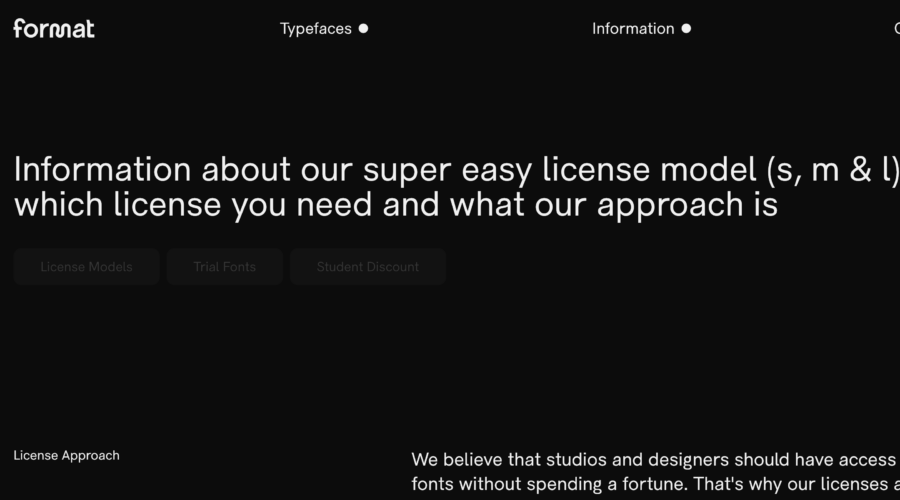 format
Typefaces
Information
Information about our super easy license model (s, m & l)
which license you need and what our approach is
License Models
Trial Fonts
Student Discount
License Approach
We believe that studios and designers should have access
fonts without spending a fortune. That's why our licenses